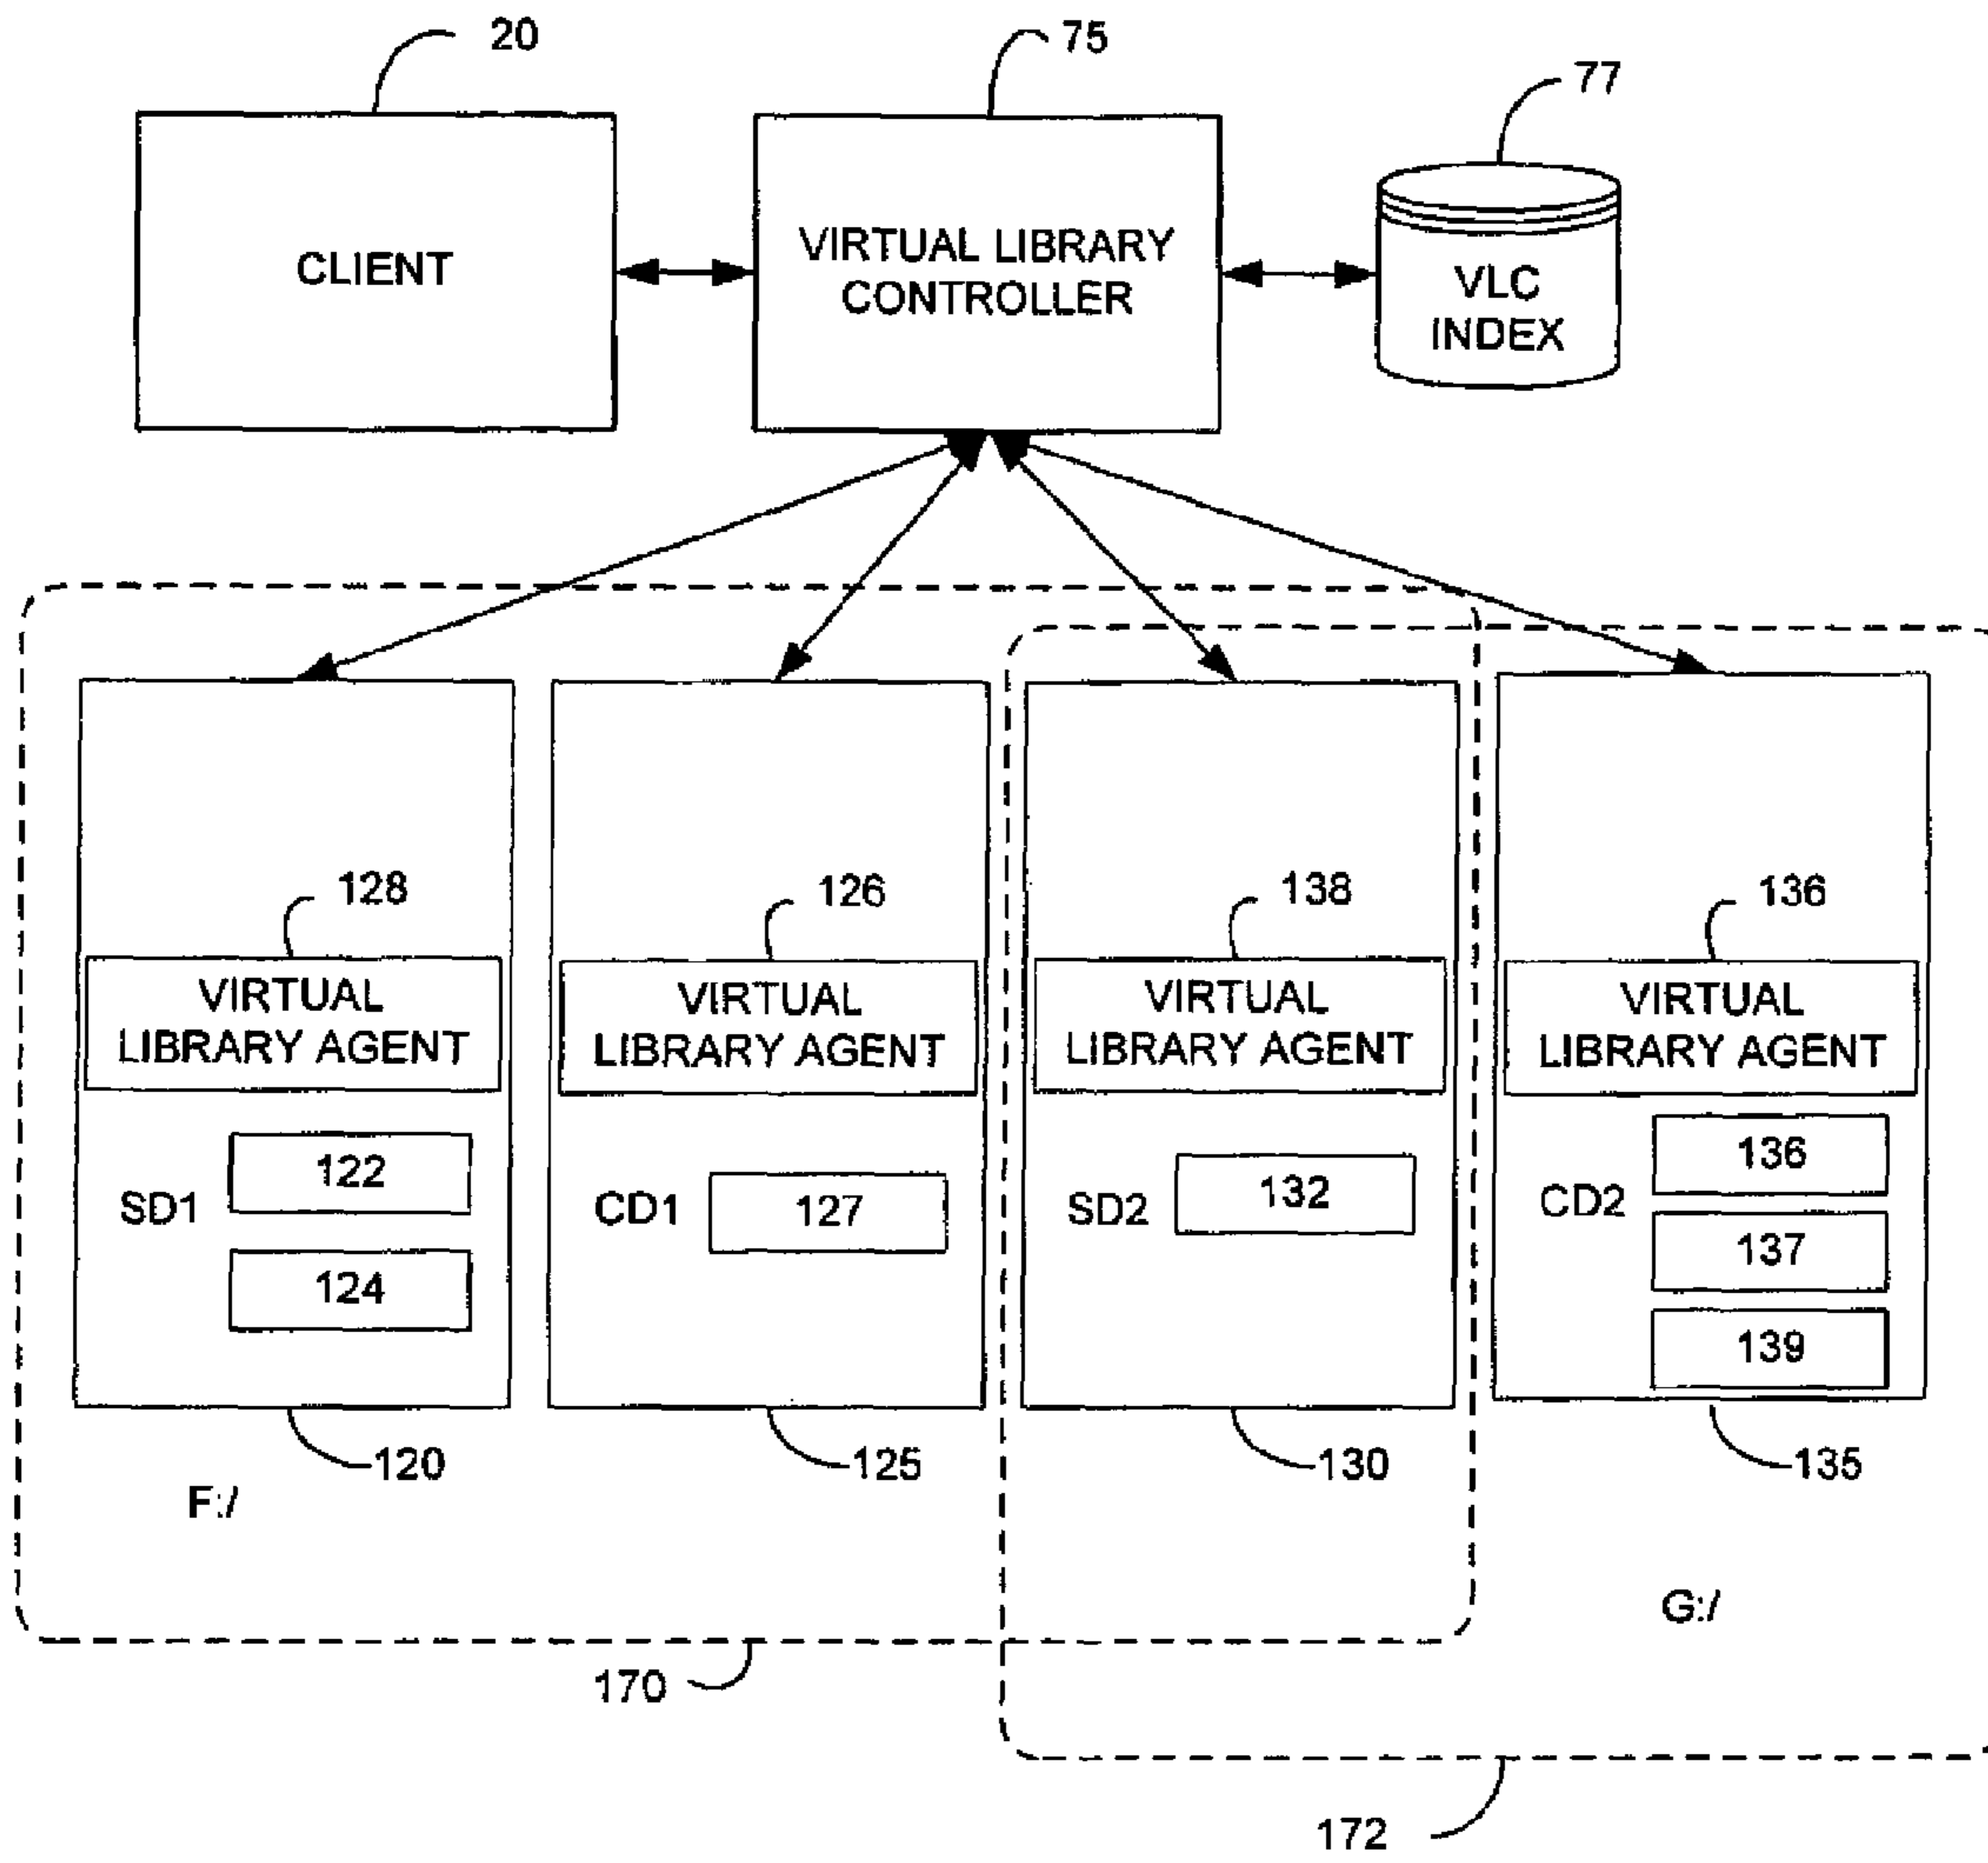 20
75
77
CLIENT
VIRTUAL LIBRARY
CONTROLLER
VLC
INDEX
128
126
138
136
VIRTUAL
LIBRARY AGENT
VIRTUAL
LIBRARY AGENT
VIRTUAL
LIBRARY AGENT
VIRTUAL
LIBRARY AGENT
SD1
122
124
CD1
127
SD2
132
CD2
136
137
139
120
125
130
135
F:/
G:/
170
172